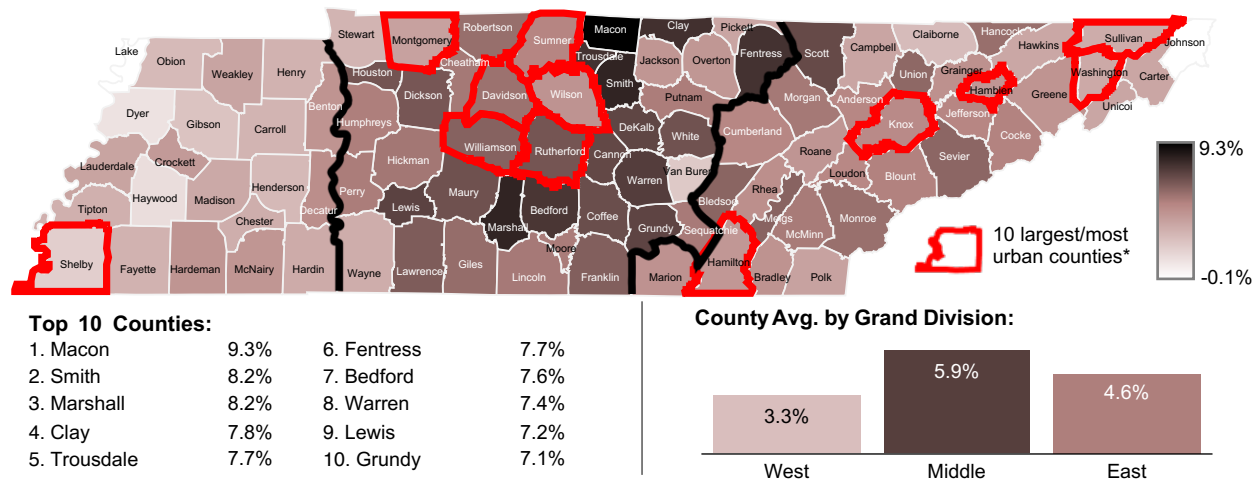 Stewart
Montgomery
Robertson
Sumner
Macon
Clay
Pickett
Scott
Campbell
Claiborne
Hancock
Hawkins
Sullivan
Johnson
Lake
Obion
Weakley
Henry
Houston
Cheatham
Trousdale
Smith
Jackson
Overton
Fentress
Union
Grainger
Hamblen
Washington
Carter
Unicoi
Dyer
Gibson
Carroll
Benton
Humphreys
Dickson
Davidson
Wilson
DeKalb
Putnam
White
Morgan
Anderson
Knox
Jefferson
Greene
Cocke
Lauderdale
Crockett
Haywood
Madison
Henderson
Decatur
Perry
Hickman
Williamson
Rutherford
Cannon
Warren
Van Bure
Cumberland
Roane
Loudon
Blount
Sevier
Tipton
Chester
Lewis
Maury
Marshall
Bedford
Coffee
Grundy
Bledsoe
Sequatchie
Rhea
Meigs
McMinn
Monroe
Shelby
Fayette
Hardeman
McNairy
Hardin
Wayne
Lawrence
Giles
Lincoln
Moore
Franklin
Marion
Hamilton
Bradley
Polk
9.3%
-0.1%
10 largest/most
urban counties*
Top 10 Counties:
1. Macon 9.3%
2. Smith 8.2%
3. Marshall 8.2%
4. Clay 7.8%
5. Trousdale 7.7%
6. Fentress 7.7%
7. Bedford 7.6%
8. Warren 7.4%
9. Lewis 7.2%
10. Grundy 7.1%
County Avg. by Grand Division:
3.3%
5.9%
4.6%
West
Middle
East